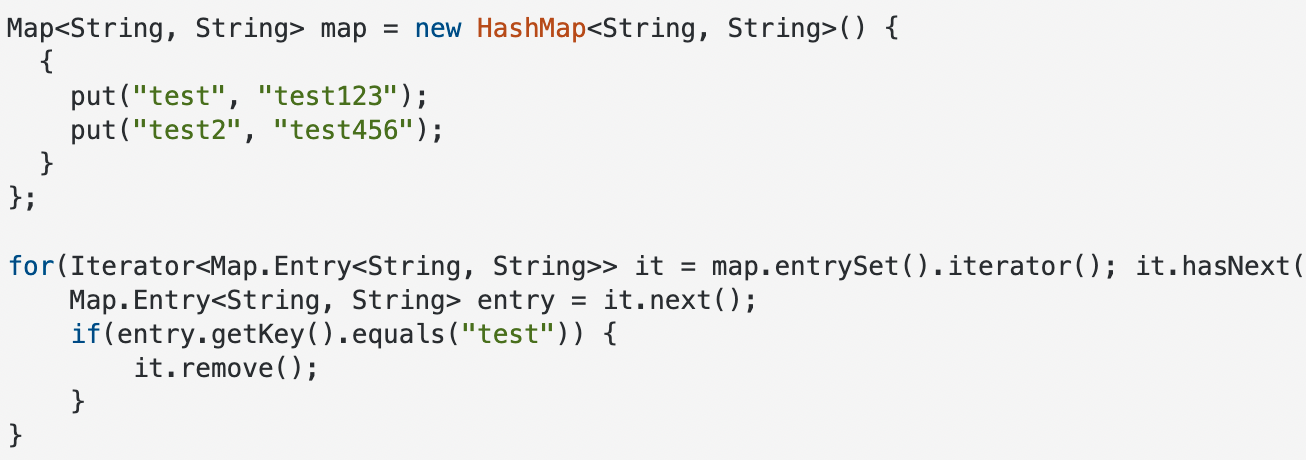 Map<String, String> map = new HashMap<String, String>() {
  {
    put("test", "test123");
    put("test2", "test456");
  }
};

for(Iterator<Map.Entry<String, String>> it = map.entrySet().iterator(); it.hasNext(
    Map.Entry<String, String> entry = it.next();
    if(entry.getKey().equals("test")) {
        it.remove();
    }
}